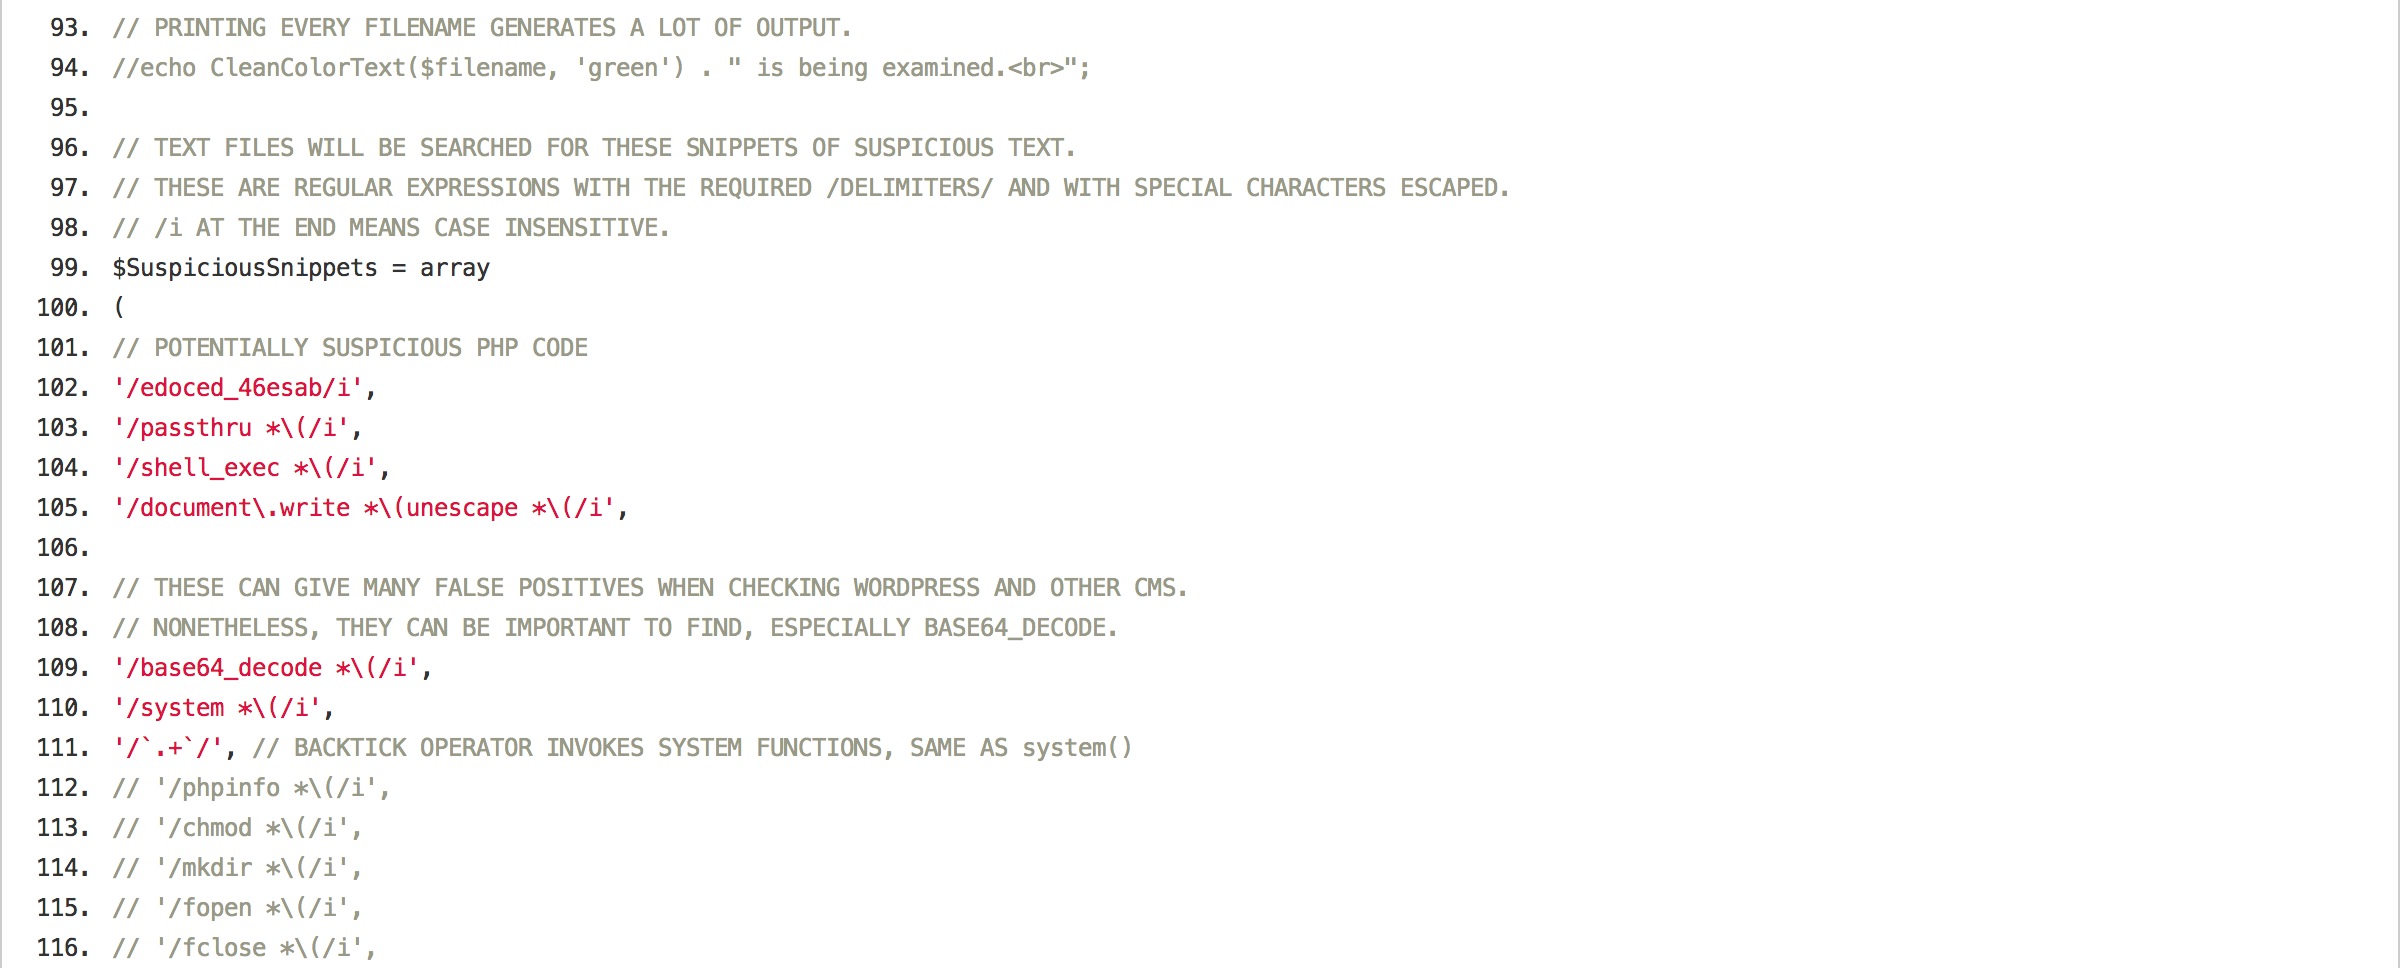 93. // PRINTING EVERY FILENAME GENERATES A LOT OF OUTPUT.
94. //echo CleanColorText($filename, 'green') . " is being examined.<br>";
95.
96. // TEXT FILES WILL BE SEARCHED FOR THESE SNIPPETS OF SUSPICIOUS TEXT.
97. // THESE ARE REGULAR EXPRESSIONS WITH THE REQUIRED /DELIMITERS/ AND WITH SPECIAL CHARACTERS ESCAPED.
98. // /i AT THE END MEANS CASE INSENSITIVE.
99. $SuspiciousSnippets = array
100. (
101. // POTENTIALLY SUSPICIOUS PHP CODE
102. '/edoced_46esab/i',
103. '/passthru *\(/i',
104. '/shell_exec *\(/i',
105. '/document\.write *\(unescape *\(/i',
106.
107. // THESE CAN GIVE MANY FALSE POSITIVES WHEN CHECKING WORDPRESS AND OTHER CMS.
108. // NONETHELESS, THEY CAN BE IMPORTANT TO FIND, ESPECIALLY BASE64_DECODE.
109. '/base64_decode *\(/i',
110. '/system *\(/i',
111. '/`.+`/', // BACKTICK OPERATOR INVOKES SYSTEM FUNCTIONS, SAME AS system()
112. // '/phpinfo *\(/i',
113. // '/chmod *\(/i',
114. // '/mkdir *\(/i',
115. // '/fopen *\(/i',
116. // '/fclose *\(/i',